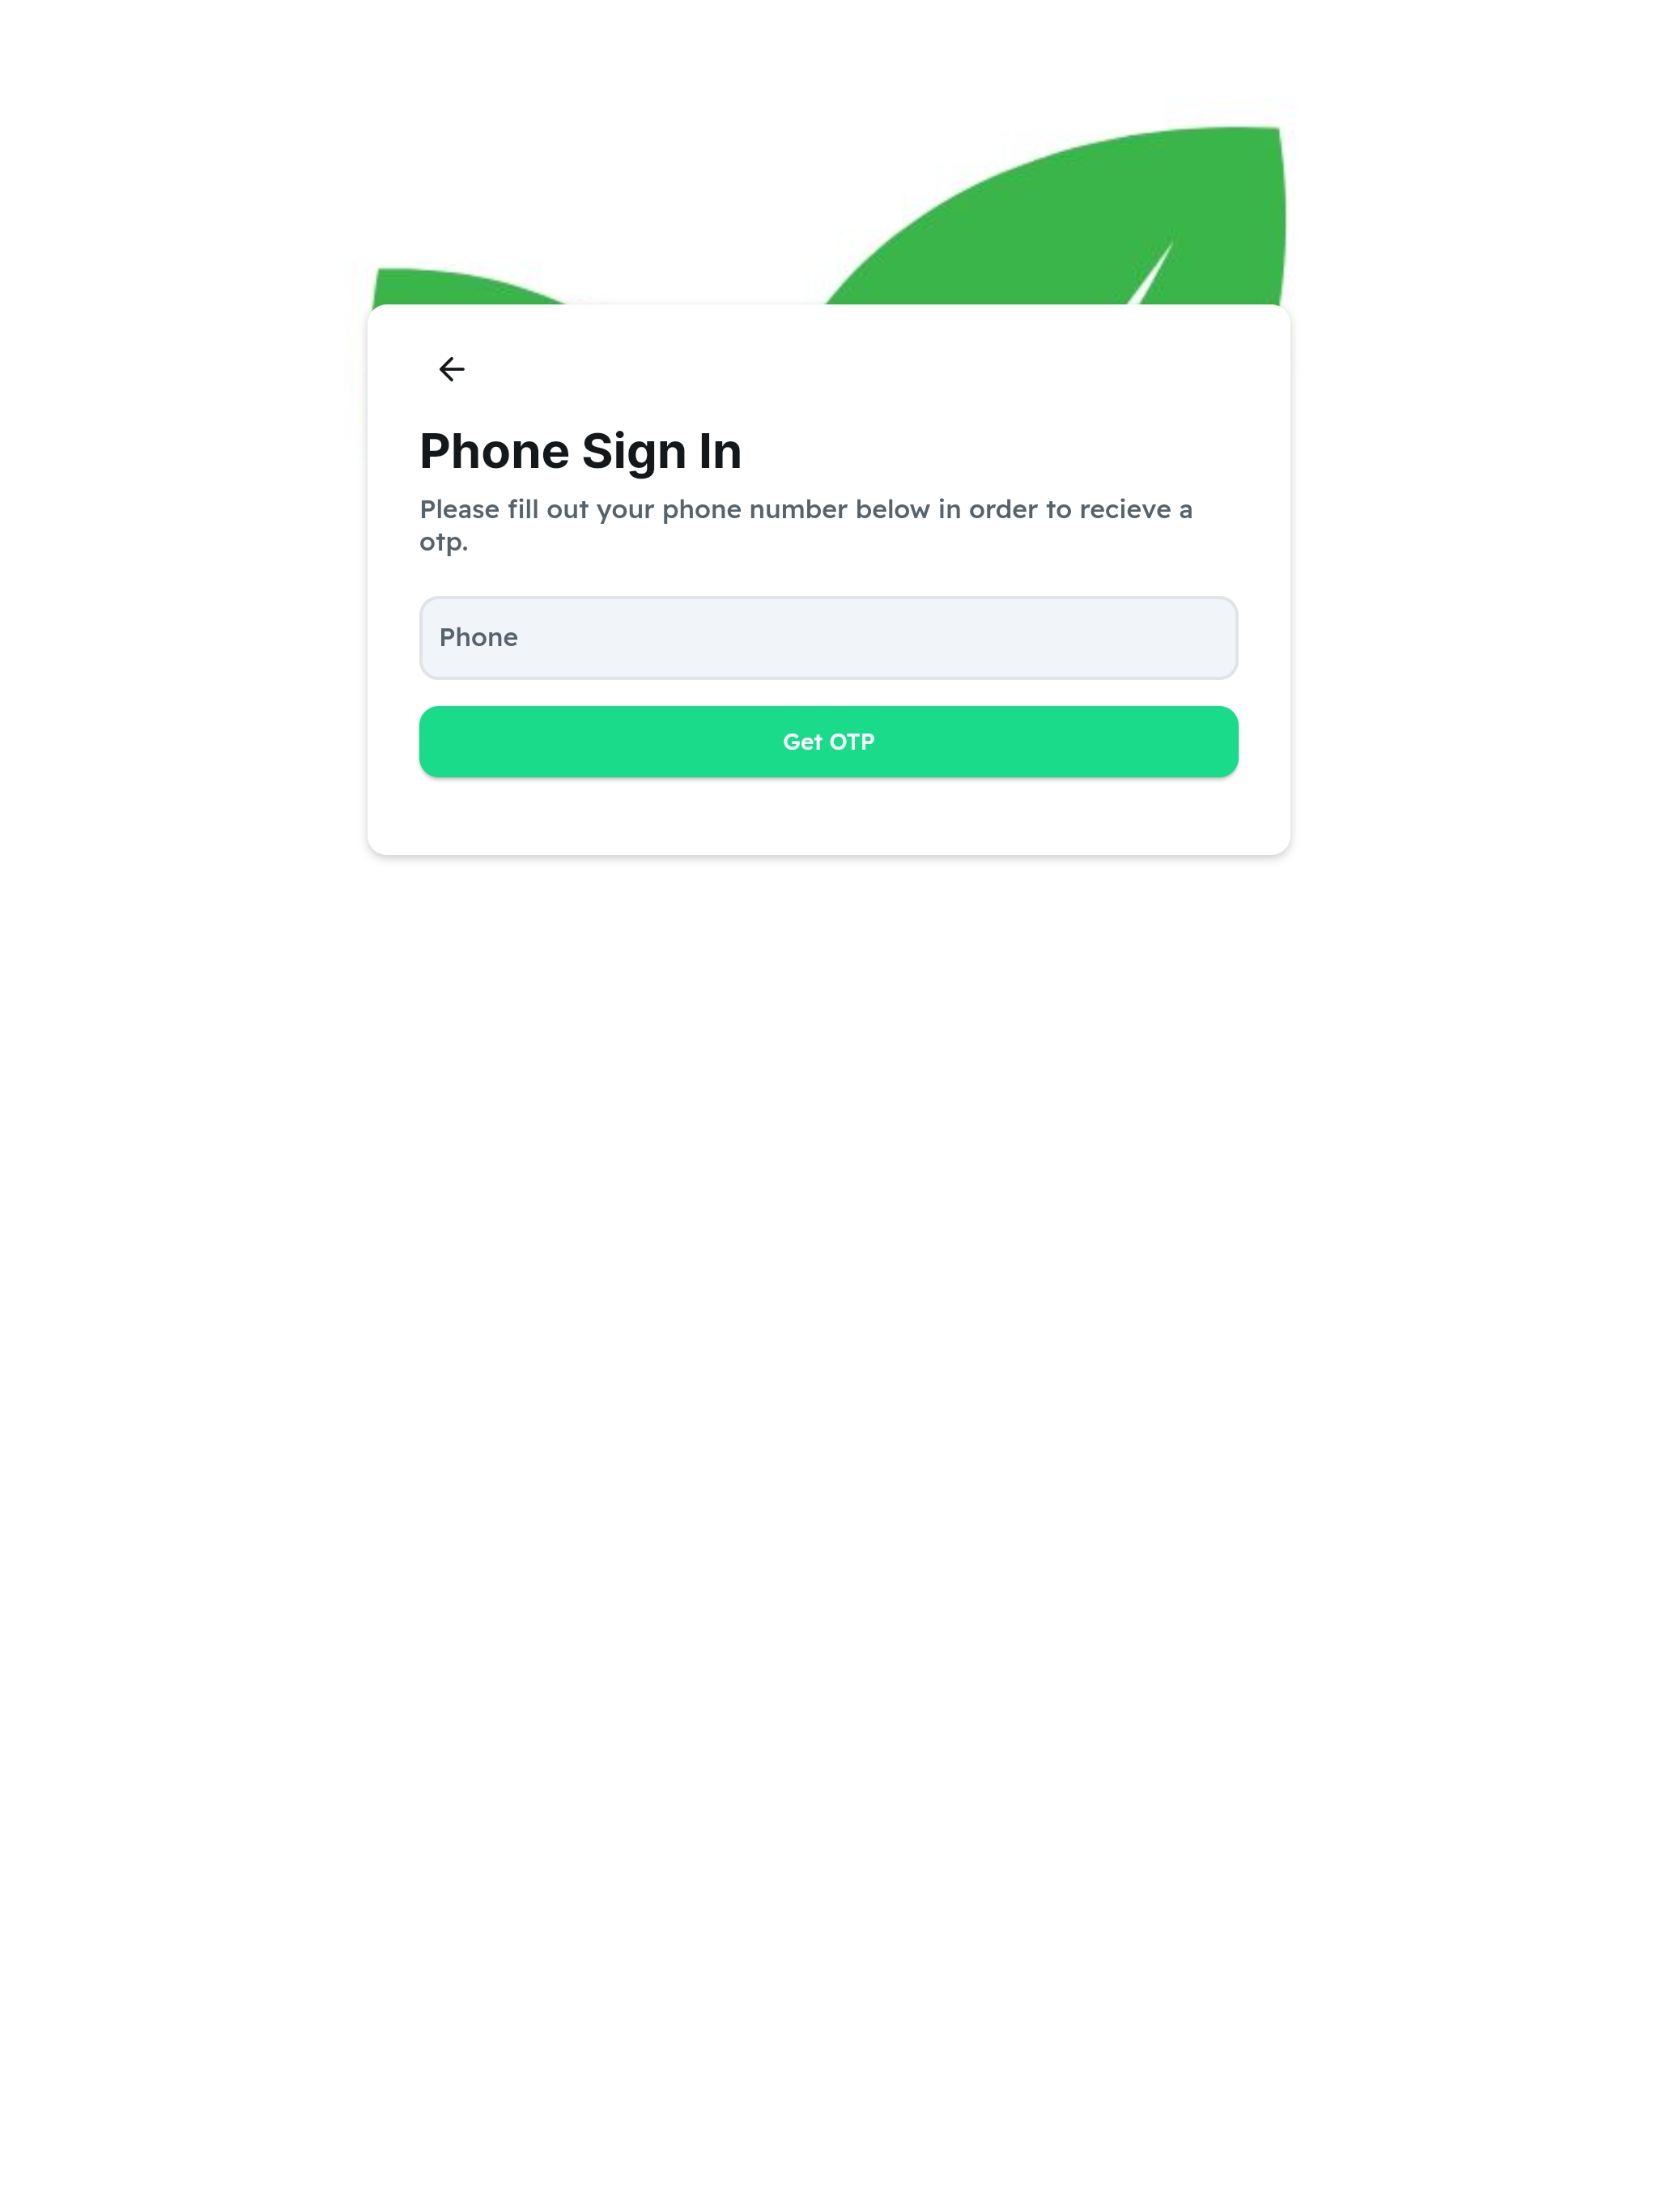 Phone Sign In
Please fill out your phone number below in order to recieve a
otp.
Phone
Get OTP